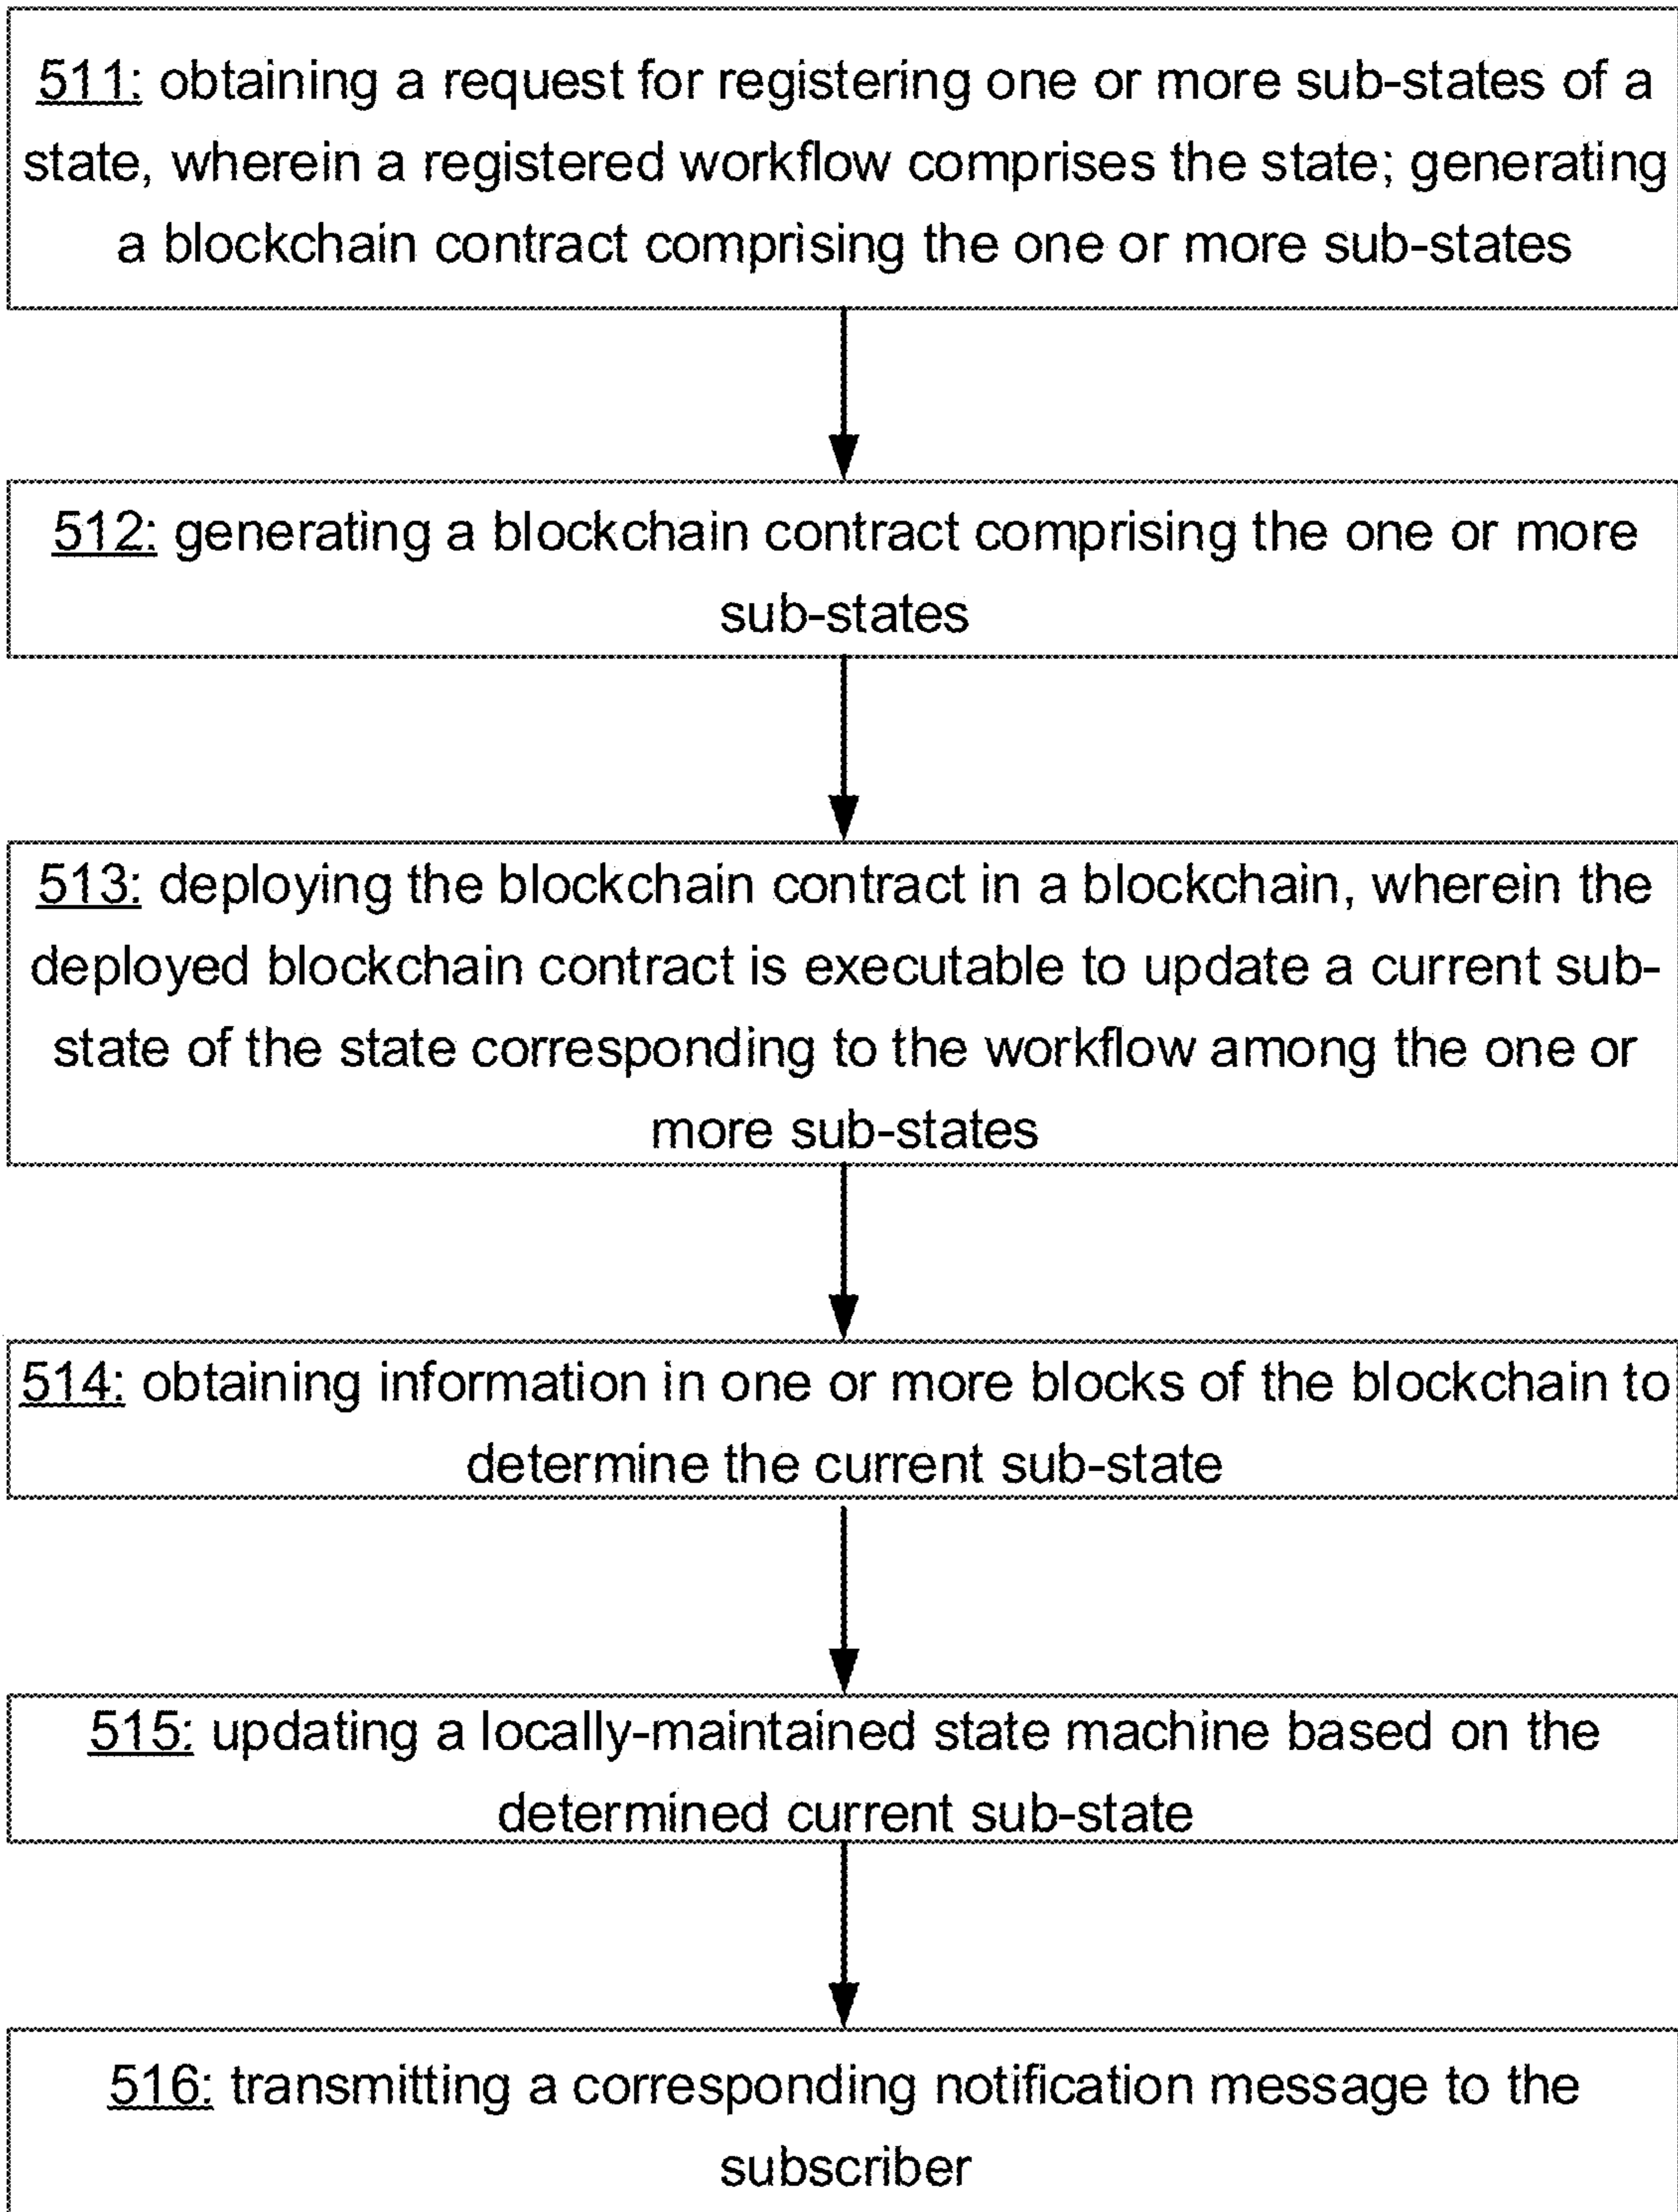 511: obtaining a request for registering one or more sub-states of a
state, wherein a registered workflow comprises the state; generating
a blockchain contract comprising the one or more sub-states
512: generating a blockchain contract comprising the one or more
sub-states
513: deploying the blockchain contract in a blockchain, wherein the
deployed blockchain contract is executable to update a current sub-
state of the state corresponding to the workflow among the one or
more sub-states
514: obtaining information in one or more blocks of the blockchain to
determine the current sub-state
515: updating a locally-maintained state machine based on the
determined current sub-state
516: transmitting a corresponding notification message to the
subscriber